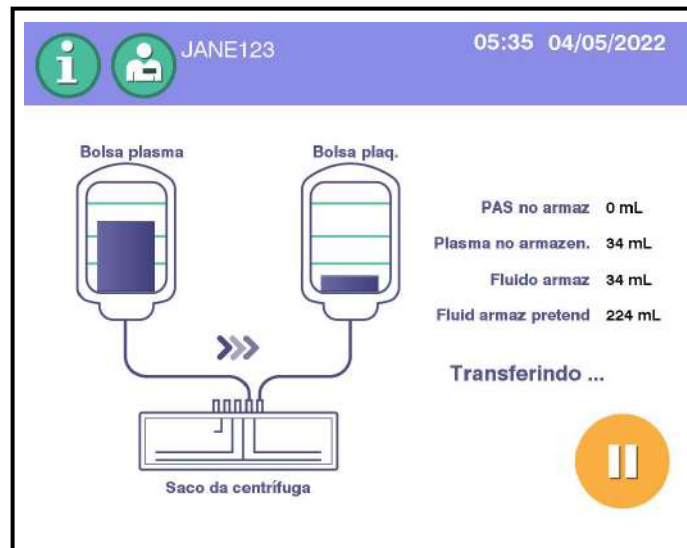 JANE123
05:35 04/05/2022
Bolsa plasma
Bolsa plaq.
PAS no armaz 0 mL
Plasma no armazen. 34 mL
Fluido armaz 34 mL
Fluid armaz pretend 224 mL
Transferindo ...
Saco da centrífuga